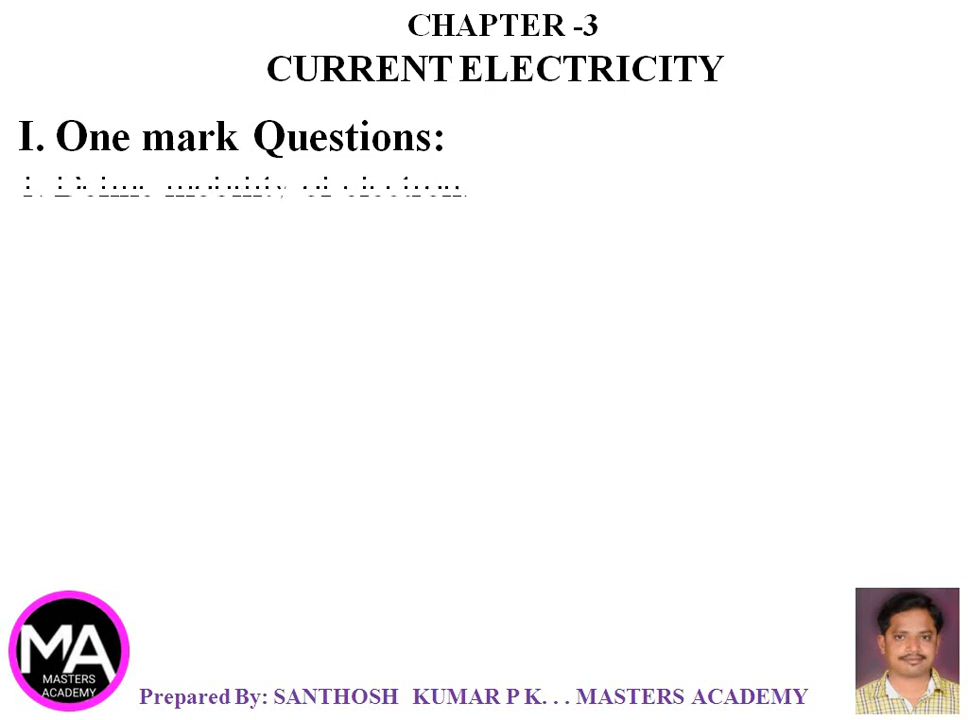 CHAPTER -3
CURRENT ELECTRICITY
I. One mark Questions:
MA
MASTERS
ACADEMY
Prepared By: SANTHOSH KUMAR P K. . . MASTERS ACADEMY